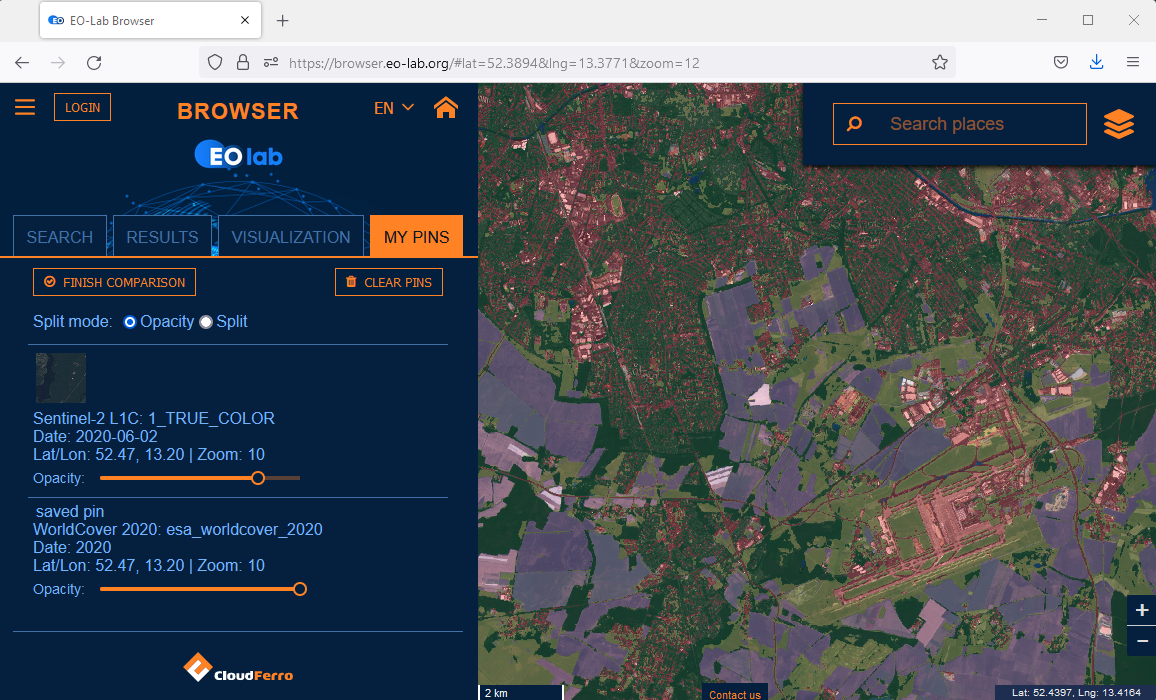 EO-Lab Browser
https://browser.eo-lab.org/#lat=52.3894&lng=13.3771&zoom=12
LOGIN
BROWSER
EN
EO lab
Search places
SEARCH
RESULTS
VISUALIZATION
MY PINS
FINISH COMPARISON
CLEAR PINS
Split mode: Opacity Split
Sentinel-2 L1C: 1_TRUE_COLOR
Date: 2020-06-02
Lat/Lon: 52.47, 13.20 | Zoom: 10
Opacity:
saved pin
WorldCover 2020: esa_worldcover_2020
Date: 2020
Lat/Lon: 52.47, 13.20 | Zoom: 10
Opacity:
CloudFerro
2 km
Contact us
Lat: 52.4397, Lng: 13.4164